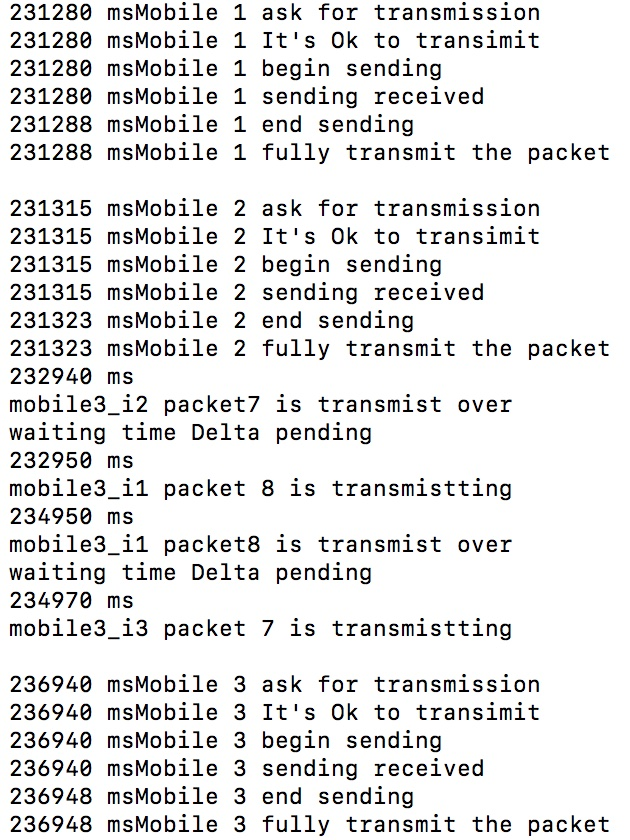 231280 msMobile 1 ask for transmission
231280 msMobile 1 It's Ok to transimit
231280 msMobile 1 begin sending
231280 msMobile 1 sending received
231288 msMobile 1 end sending
231288 msMobile 1 fully transmit the packet
231315 msMobile 2 ask for transmission
231315 msMobile 2 It's Ok to transimit
231315 msMobile 2 begin sending
231315 msMobile 2 sending received
231323 msMobile 2 end sending
231323 msMobile 2 fully transmit the packet
232940 ms
mobile3_i2 packet7 is transmist over
waiting time Delta pending
232950 ms
mobile3_i1 packet 8 is transmistting
234950 ms
mobile3_i1 packet8 is transmist over
waiting time Delta pending
234970 ms
mobile3_i3 packet 7 is transmistting
236940 msMobile 3 ask for transmission
236940 msMobile 3 It's Ok to transimit
236940 msMobile 3 begin sending
236940 msMobile 3 sending received
236948 msMobile 3 end sending
236948 msMobile 3 fully transmit the packet